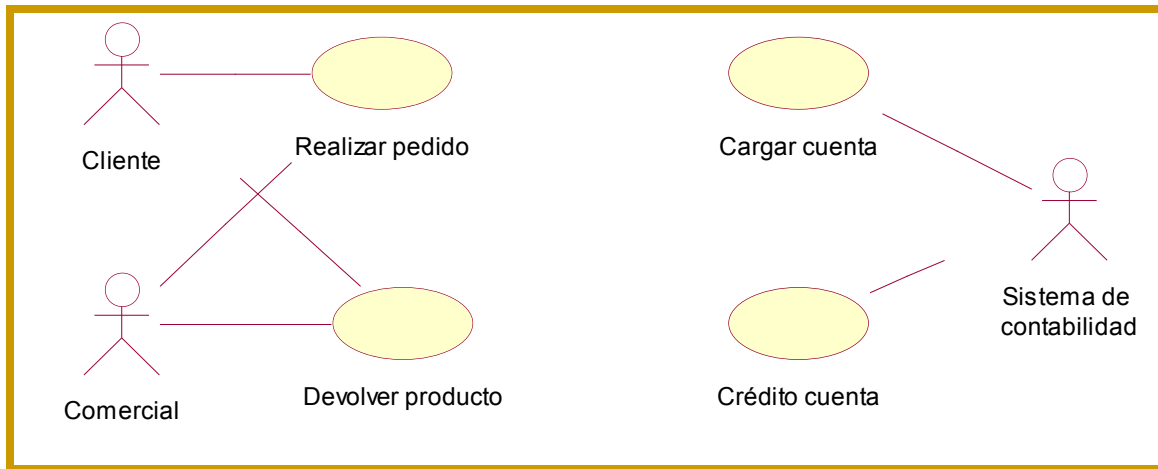 Cliente
Realizar pedido
Cargar cuenta
Comercial
Devolver producto
Crédito cuenta
Sistema de
contabilidad